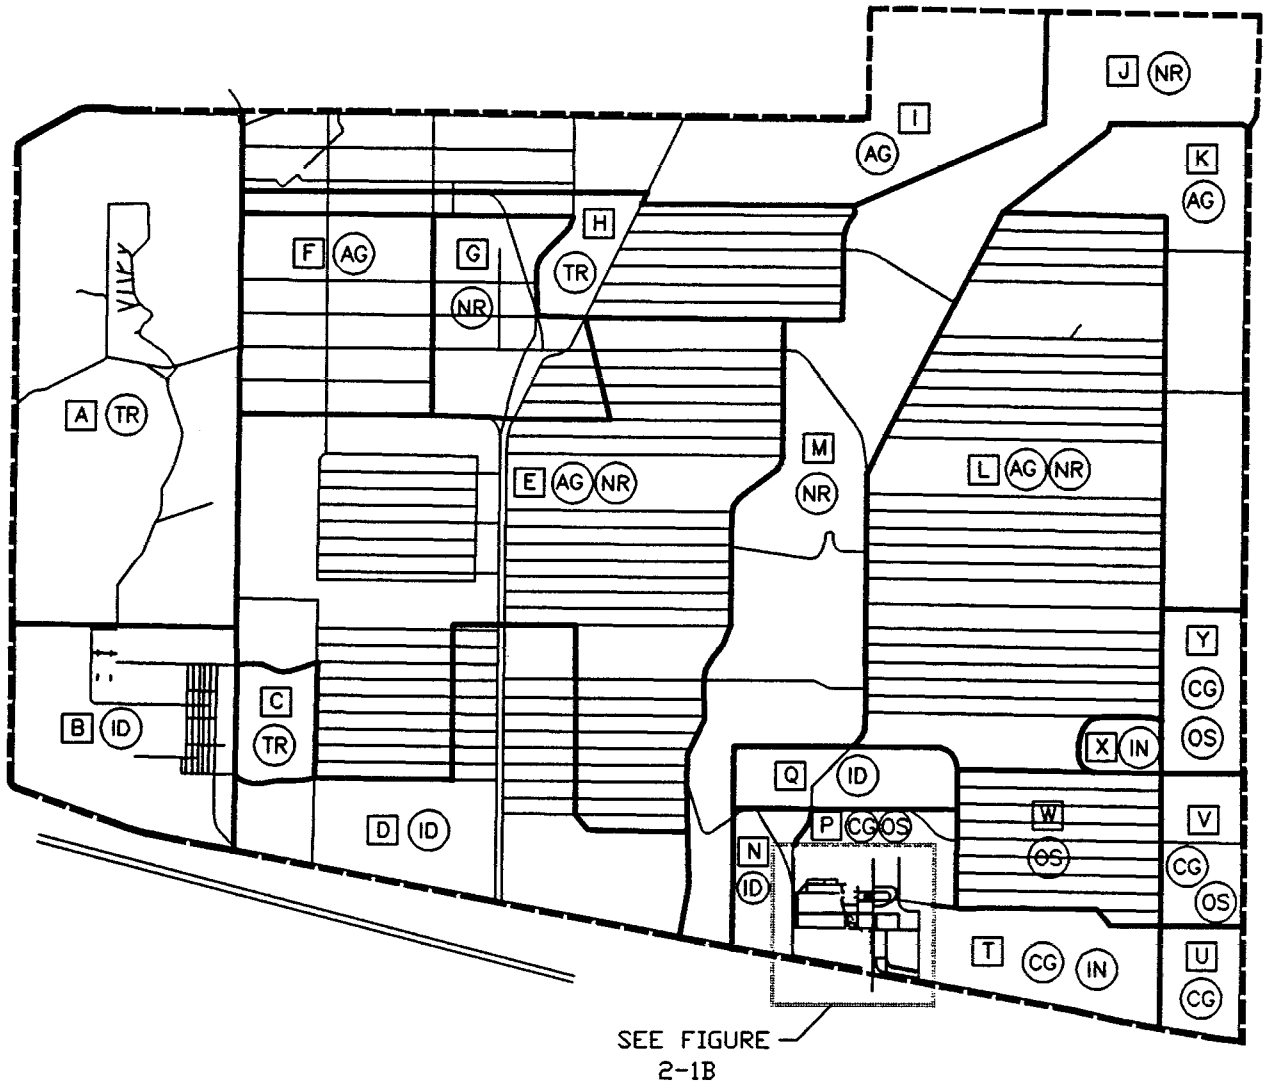 J NR
I
AG
K
AG
H
F AG
G
TR
NR
A TR
M
NR
L AG NR
E AG NR
Y
CG
OS
C
TR
B ID
X IN
Q ID
P CG OS
W
OS
V
CG
OS
D ID
N
ID
T CG IN
U
CG
SEE FIGURE
2-1B